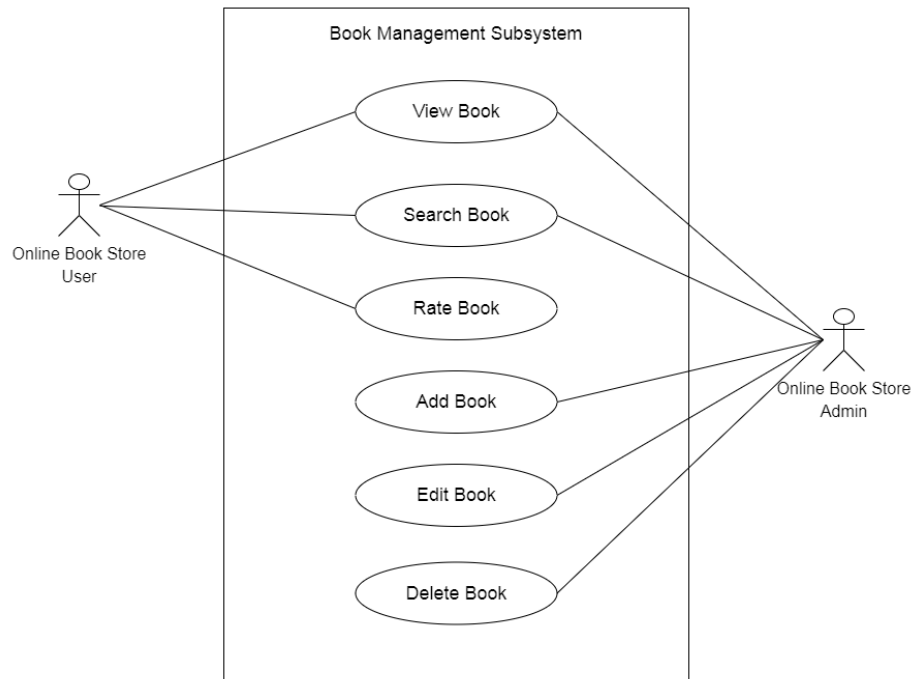 Book Management Subsystem
View Book
Search Book
Online Book Store
User
Rate Book
Online Book Store
Admin
Add Book
Edit Book
Delete Book